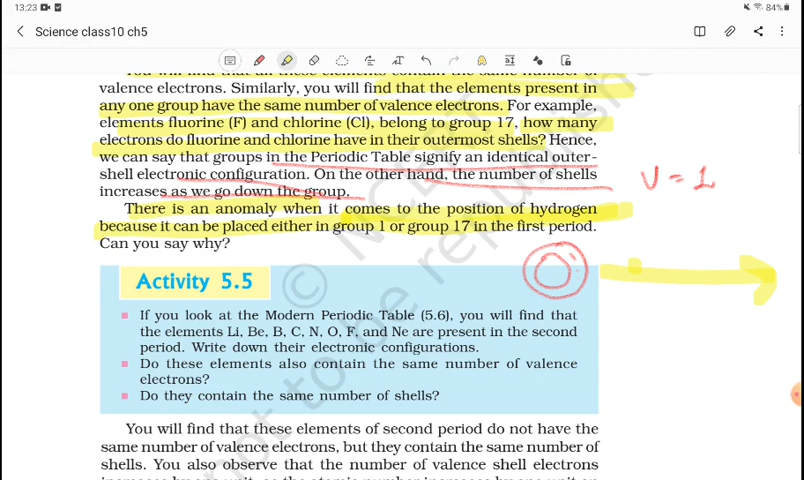 13:23
84%
Science class10 ch5
valence electrons. Similarly, you will find that the elements present in
any one group have the same number of valence electrons. For example,
elements fluorine (F) and chlorine (Cl), belong to group 17, how many
electrons do fluorine and chlorine have in their outermost shells? Hence,
we can say that groups in the Periodic Table signify an identical outer-
shell electronic configuration. On the other hand, the number of shells
increases as we go down the group.
V = 1
There is an anomaly when it comes to the position of hydrogen
because it can be placed either in group 1 or group 17 in the first period.
Can you say why?
Activity 5.5
If you look at the Modern Periodic Table (5.6), you will find that
the elements Li, Be, B, C, N, O, F, and Ne are present in the second
period. Write down their electronic configurations.
Do these elements also contain the same number of valence
electrons?
Do they contain the same number of shells?
You will find that these elements of second period do not have the
same number of valence electrons, but they contain the same number of
shells. You also observe that the number of valence shell electrons
© NCERT
not to be republished